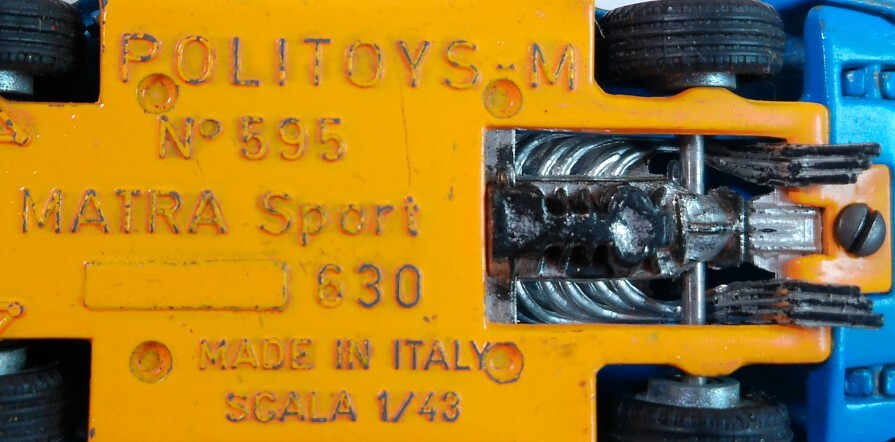 POLITOYS-M
Nº 595
MATRA Sport
630
MADE IN ITALY
SCALA 1/43